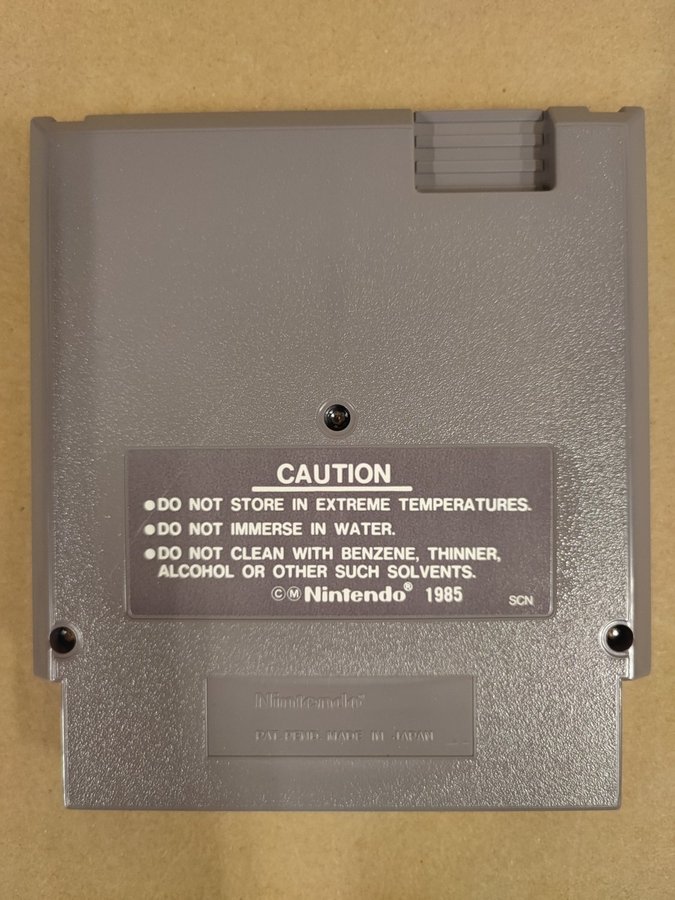 CAUTION
●DO NOT STORE IN EXTREME TEMPERATURES.
●DO NOT IMMERSE IN WATER.
●DO NOT CLEAN WITH BENZENE, THINNER,
ALCOHOL OR OTHER SUCH SOLVENTS.
©Ⓜ Nintendo® 1985
SCN
Nintendo®
PAT. PEND. MADE IN JAPAN